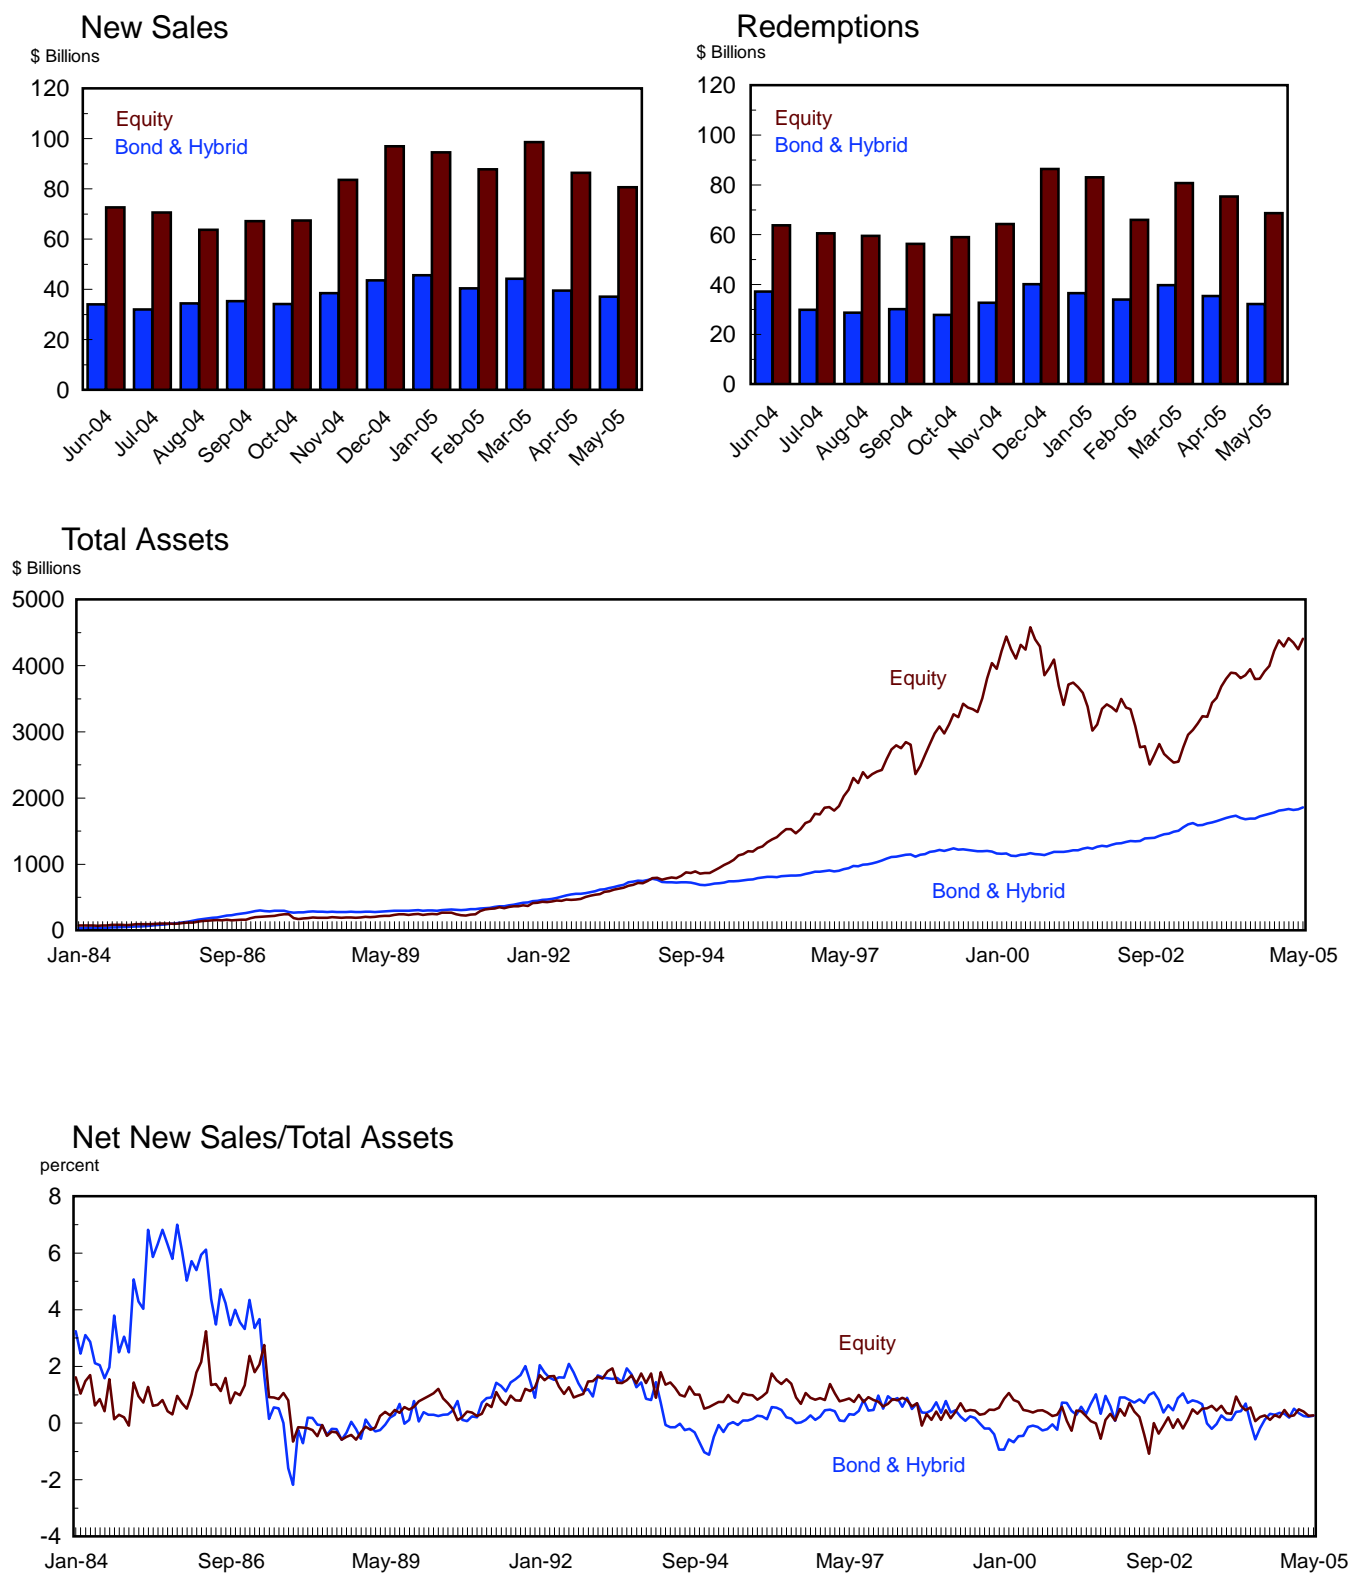 New Sales
$ Billions
120
100
80
60
40
20
0
Equity
Bond & Hybrid
Jun-04
Jul-04
Aug-04
Sep-04
Oct-04
Nov-04
Dec-04
Jan-05
Feb-05
Mar-05
Apr-05
May-05
Redemptions
$ Billions
120
100
80
60
40
20
0
Equity
Bond & Hybrid
Jun-04
Jul-04
Aug-04
Sep-04
Oct-04
Nov-04
Dec-04
Jan-05
Feb-05
Mar-05
Apr-05
May-05
Total Assets
$ Billions
5000
4000
3000
2000
1000
0
Equity
Bond & Hybrid
Jan-84
Sep-86
May-89
Jan-92
Sep-94
May-97
Jan-00
Sep-02
May-05
Net New Sales/Total Assets
percent
8
6
4
2
0
-2
-4
Equity
Bond & Hybrid
Jan-84
Sep-86
May-89
Jan-92
Sep-94
May-97
Jan-00
Sep-02
May-05